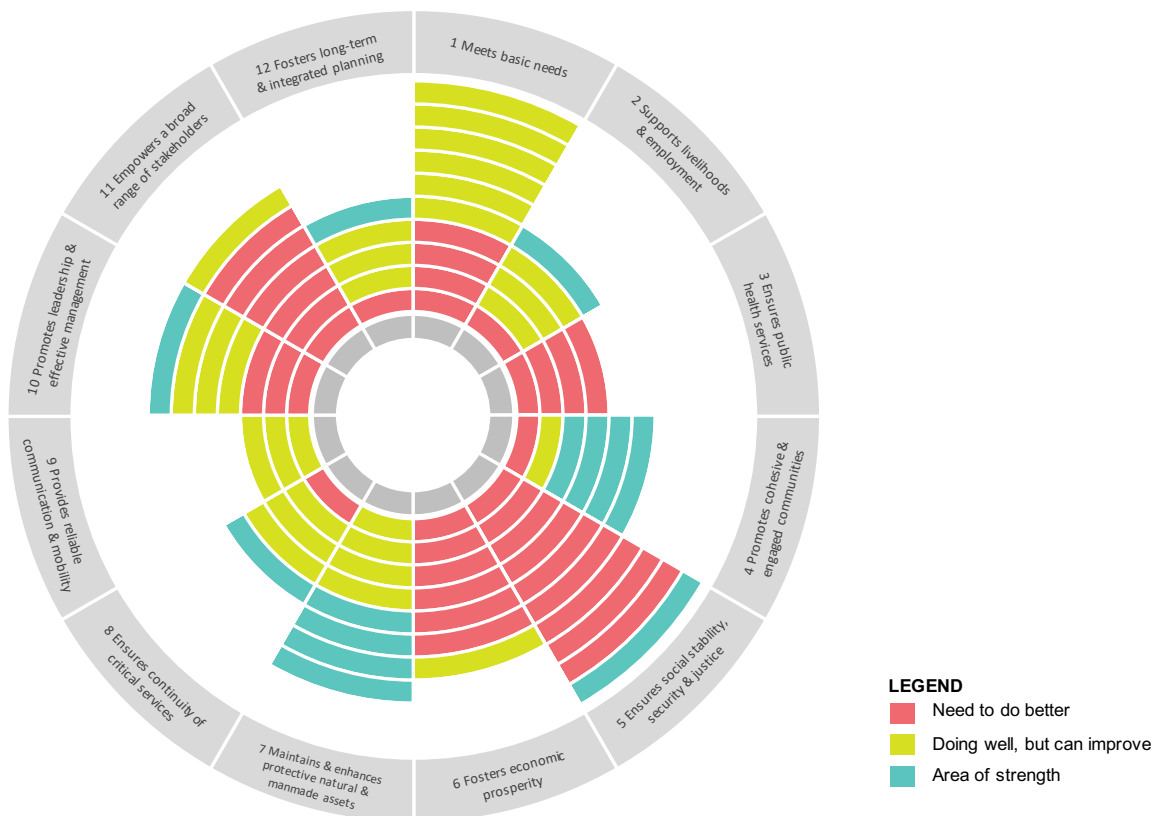 1 Meets basic needs
2 Supports livelihoods
& employment
3 Ensures public
health services
4 Promotes cohesive &
engaged communities
5 Ensures social stability,
security & justice
6 Fosters economic
prosperity
7 Maintains & enhances
protective natural &
manmade assets
8 Ensures continuity of
critical services
9 Provides reliable
communication & mobility
10 Promotes leadership &
effective management
11 Empowers a broad
range of stakeholders
12 Fosters long-term
& integrated planning
LEGEND
Need to do better
Doing well, but can improve
Area of strength